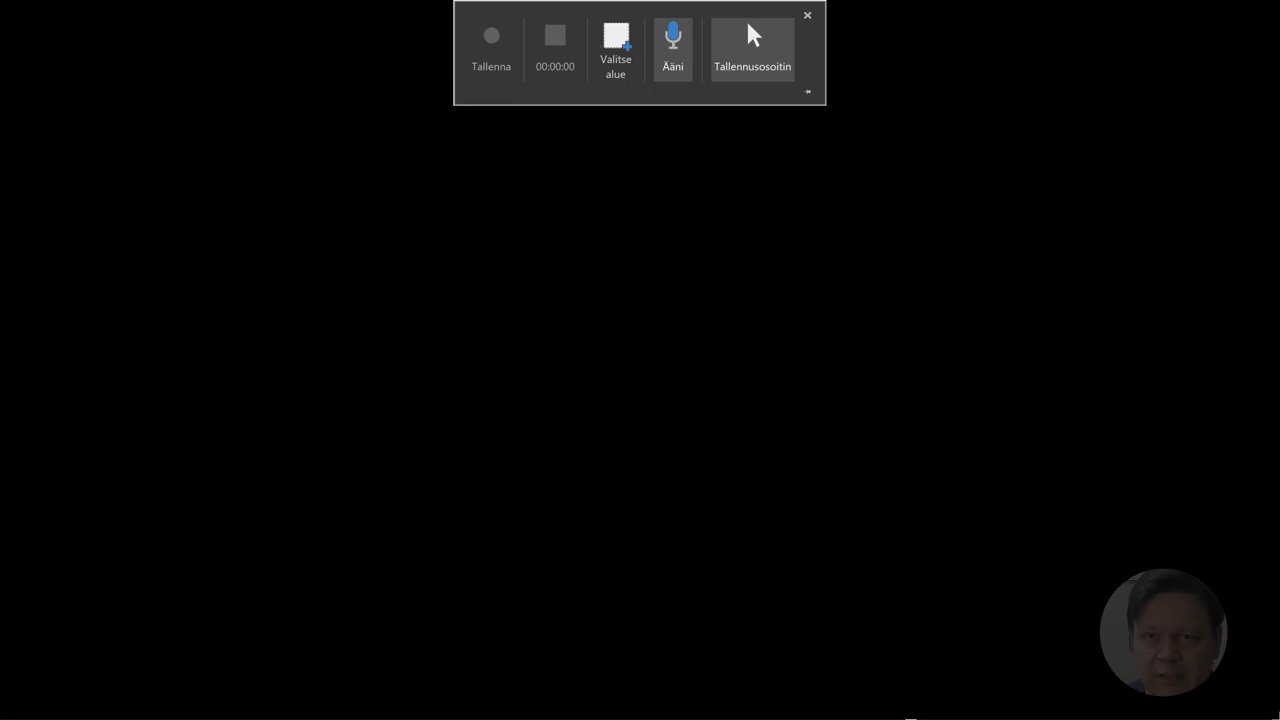 Tallenna
00:00:00
Valitse
alue
Ääni
Tallennusosoitin